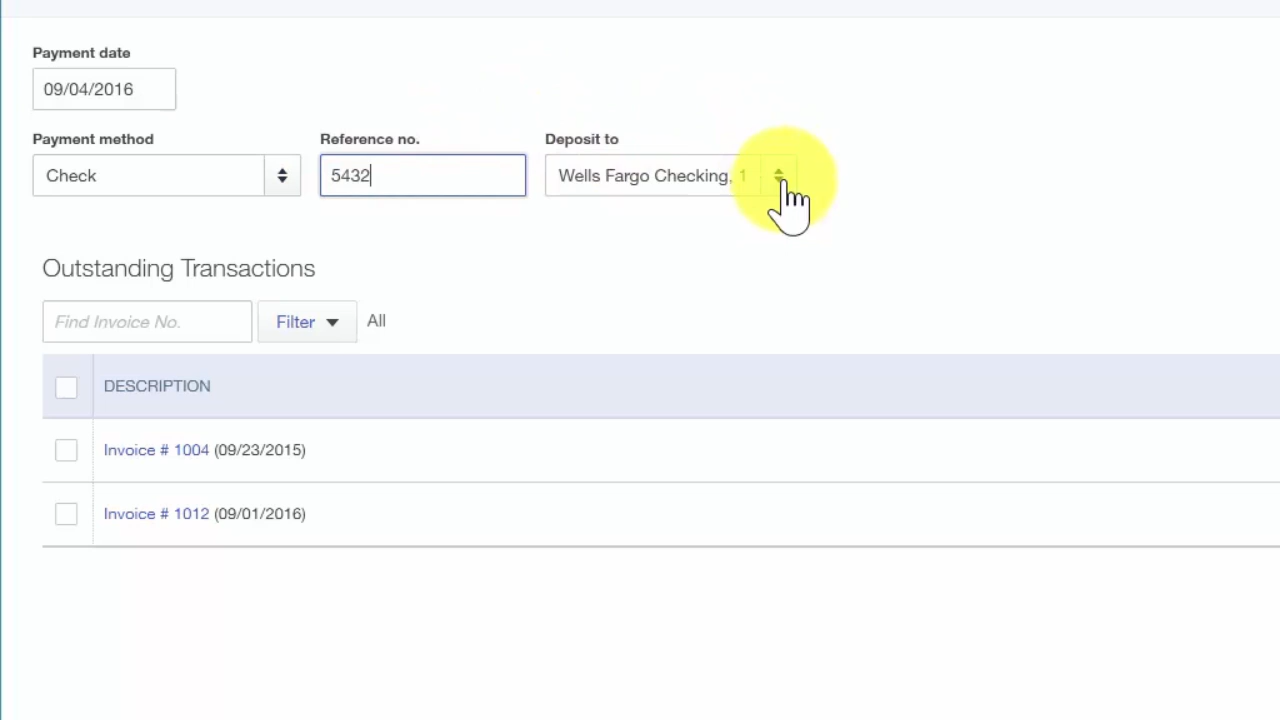 Payment date
09/04/2016
Payment method Reference no. Deposit to
Check 5432 Wells Fargo Checking, 1
Outstanding Transactions
Find Invoice No. Filter All
DESCRIPTION
Invoice # 1004 (09/23/2015)
Invoice # 1012 (09/01/2016)